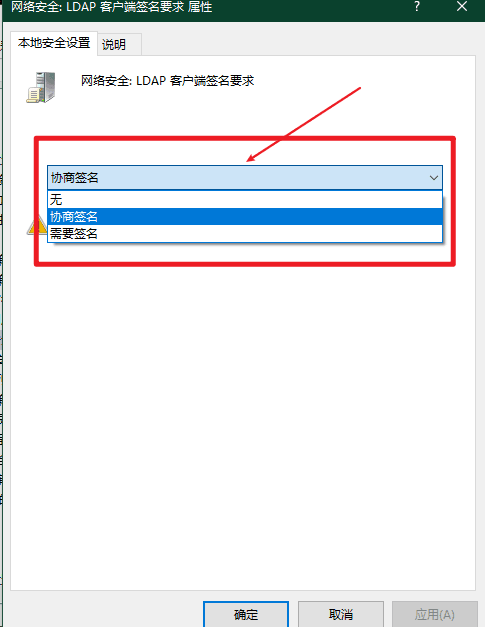 网络安全: LDAP 客户端签名要求 属性
本地安全设置 说明
网络安全: LDAP 客户端签名要求
协商签名
无
协商签名
需要签名
确定 取消 应用(A)